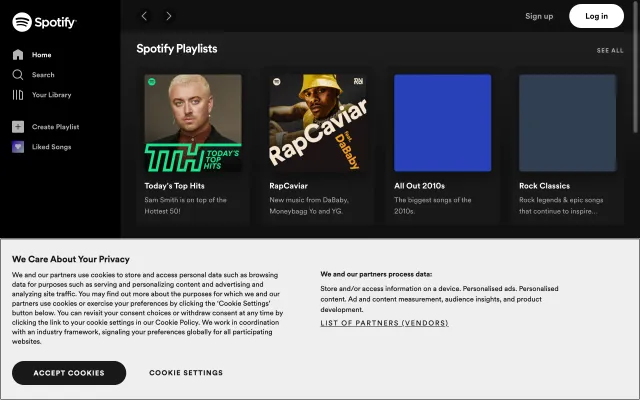 Spotify
Sign up
Log in
Home
Search
Your Library
Create Playlist
Liked Songs
Spotify Playlists
SEE ALL
TTH TODAY'S
TOP
HITS
RapCaviar
feat.
DaBaby
Today's Top Hits
Sam Smith is on top of the
Hottest 50!
RapCaviar
New music from DaBaby,
Moneybagg Yo and YG.
All Out 2010s
The biggest songs of the
2010s.
Rock Classics
Rock legends & epic songs
that continue to inspire...
We Care About Your Privacy
We and our partners use cookies to store and access personal data such as browsing
data for purposes such as serving and personalizing content and advertising and
analyzing site traffic. You may find out more about the purposes for which we and our
partners use cookies or exercise your preferences by clicking the 'Cookie Settings'
button below. You can revisit your consent choices or withdraw consent at any time by
clicking the link to your cookie settings in our Cookie Policy. We work in coordination
with an industry framework, signaling your preferences globally for all participating
websites.
We and our partners process data:
Store and/or access information on a device. Personalised ads. Personalised
content. Ad and content measurement, audience insights, and product
development.
LIST OF PARTNERS (VENDORS)
ACCEPT COOKIES
COOKIE SETTINGS